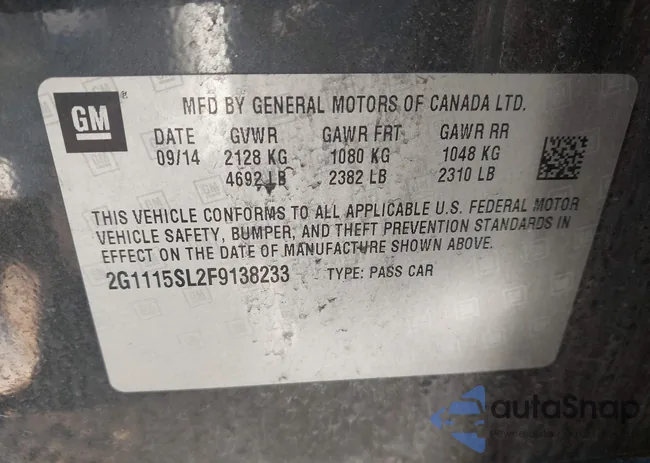 GM
MFD BY GENERAL MOTORS OF CANADA LTD.
DATE GVWR GAWR FRT GAWR RR
09/14 2128 KG 1080 KG 1048 KG
4692 LB 2382 LB 2310 LB
THIS VEHICLE CONFORMS TO ALL APPLICABLE U.S. FEDERAL MOTOR
VEHICLE SAFETY, BUMPER, AND THEFT PREVENTION STANDARDS IN
EFFECT ON THE DATE OF MANUFACTURE SHOWN ABOVE.
2G1115SL2F9138233 TYPE: PASS CAR
autoSnap